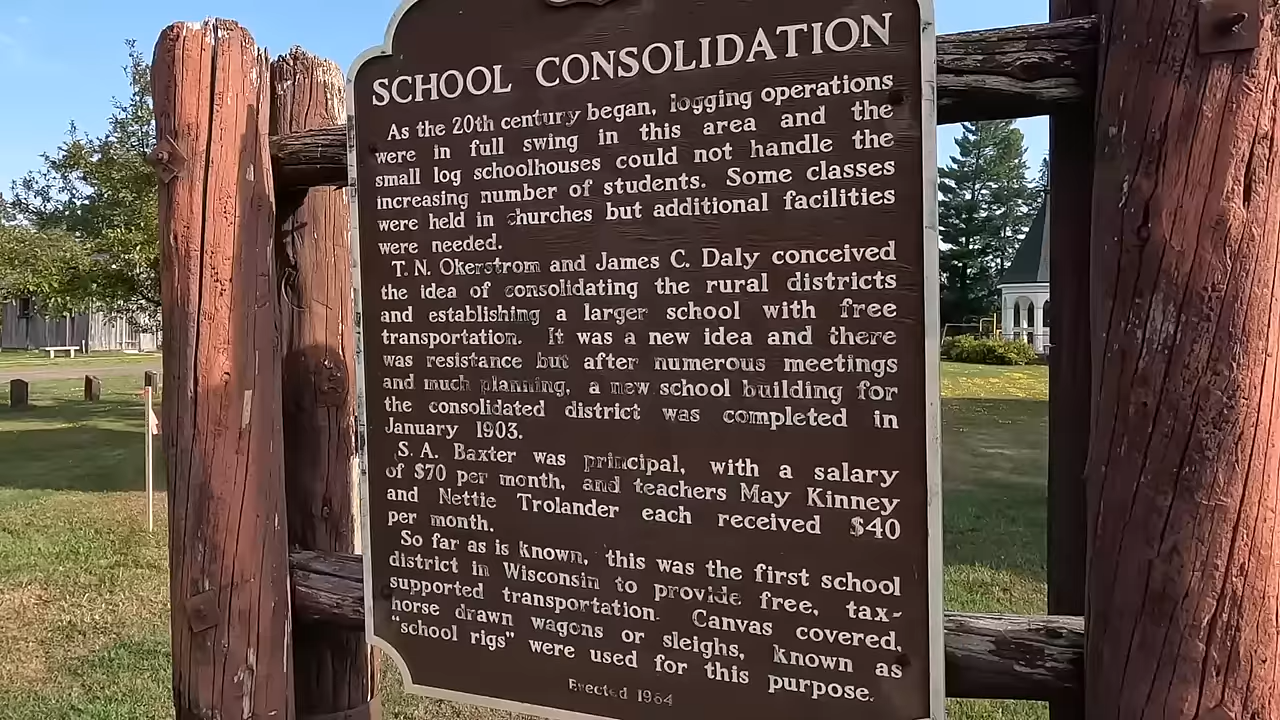 SCHOOL CONSOLIDATION
As the 20th century began, logging operations
were in full swing in this area and the
small log schoolhouses could not handle the
increasing number of students. Some classes
were held in churches but additional facilities
were needed.
T. N. Okerstrom and James C. Daly conceived
the idea of consolidating the rural districts
and establishing a larger school with free
transportation. It was a new idea and there
was resistance but after numerous meetings
and much planning, a new school building for
the consolidated district was completed in
January 1903.
S. A. Baxter was principal, with a salary
of $70 per month, and teachers May Kinney
and Nettie Trolander each received $40
per month.
So far as is known, this was the first school
district in Wisconsin to provide free, tax-
supported transportation. Canvas covered,
horse drawn wagons or sleighs, known as
"school rigs" were used for this purpose.
Erected 1964